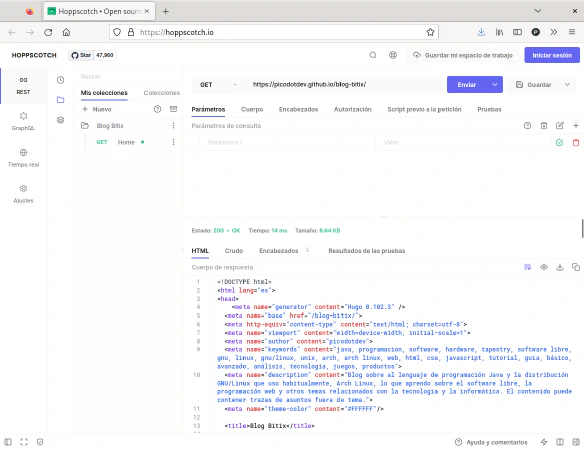 Hoppscotch • Open sour
https://hoppscotch.io
HOPPSCOTCH
Star 47,960
Guardar mi espacio de trabajo
Iniciar sesión
REST
GraphQL
Tiempo real
Ajustes
Buscar
Mis colecciones
Colecciones
Nuevo
Blog Bitix
GET Home
GET
https://picodotdev.github.io/blog-bitix/
Enviar
Guardar
Parámetros
Cuerpo
Encabezados
Autorización
Script previo a la petición
Pruebas
Parámetros de consulta
Parámetro 1
Valor
Estado: 200 • OK Tiempo: 14 ms Tamaño: 8.64 KB
HTML
Crudo
Encabezados
Resultados de las pruebas
Cuerpo de respuesta
1 <!DOCTYPE html>
2 <html lang="es">
3 <head>
4 <meta name="generator" content="Hugo 0.102.3" />
5 <meta name="base" href="/blog-bitix/">
6 <meta http-equiv="content-type" content="text/html; charset=utf-8">
7 <meta name="viewport" content="width=device-width, initial-scale=1">
8 <meta name="author" content="picodotdev">
9 <meta name="keywords" content="java, programacion, software, hardware, tapestry, software libre,
gnu, linux, gnu/linux, unix, arch, arch linux, web, html, css, javascript, tutorial, guia, básico,
avanzado, análisis, tecnología, juegos, productos">
10 <meta name="description" content="Blog sobre al lenguaje de programación Java y la distribución
GNU/Linux que uso habitualmente, Arch Linux, lo que aprendo sobre el software libre, la
programación web y otros temas relacionados con la tecnología y la informática. El contenido puede
contener trazas de asuntos fuera de tema.">
11 <meta name="theme-color" content="#FFFFFF"/>
12
13 <title>Blog Bitix</title>
Ayuda y comentarios